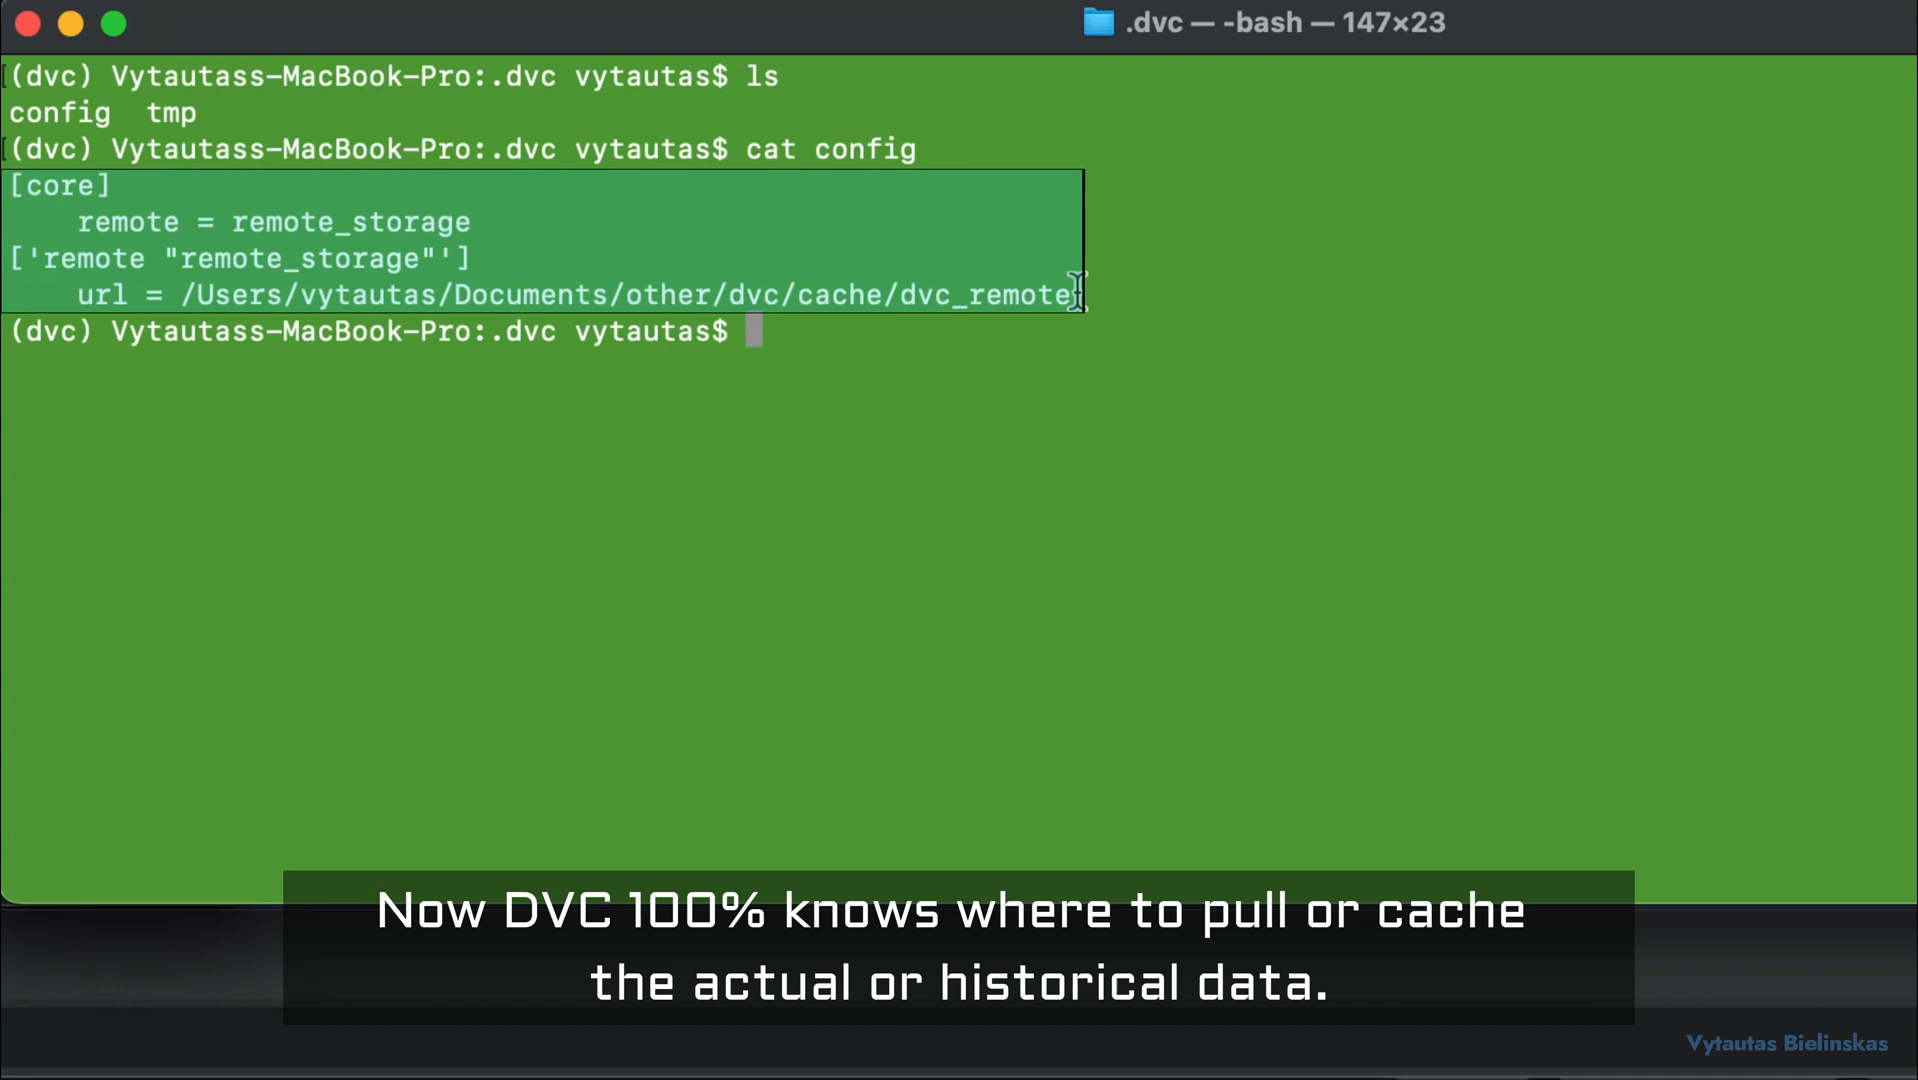 .dvc — -bash — 147×23
(dvc) Vytautass-MacBook-Pro:.dvc vytautas$ ls
config  tmp
(dvc) Vytautass-MacBook-Pro:.dvc vytautas$ cat config
[core]
    remote = remote_storage
['remote "remote_storage"']
    url = /Users/vytautas/Documents/other/dvc/cache/dvc_remote
(dvc) Vytautass-MacBook-Pro:.dvc vytautas$
Now DVC 100% knows where to pull or cache
the actual or historical data.
Vytautas Bielinskas